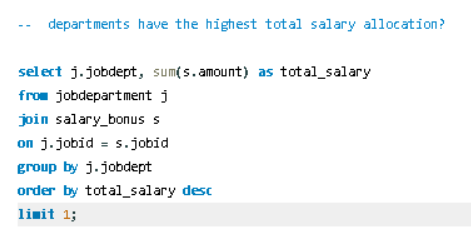 --  departments have the highest total salary allocation?
select j.jobdept, sum(s.amount) as total_salary
from jobdepartment j
join salary_bonus s
on j.jobid = s.jobid
group by j.jobdept
order by total_salary desc
limit 1;